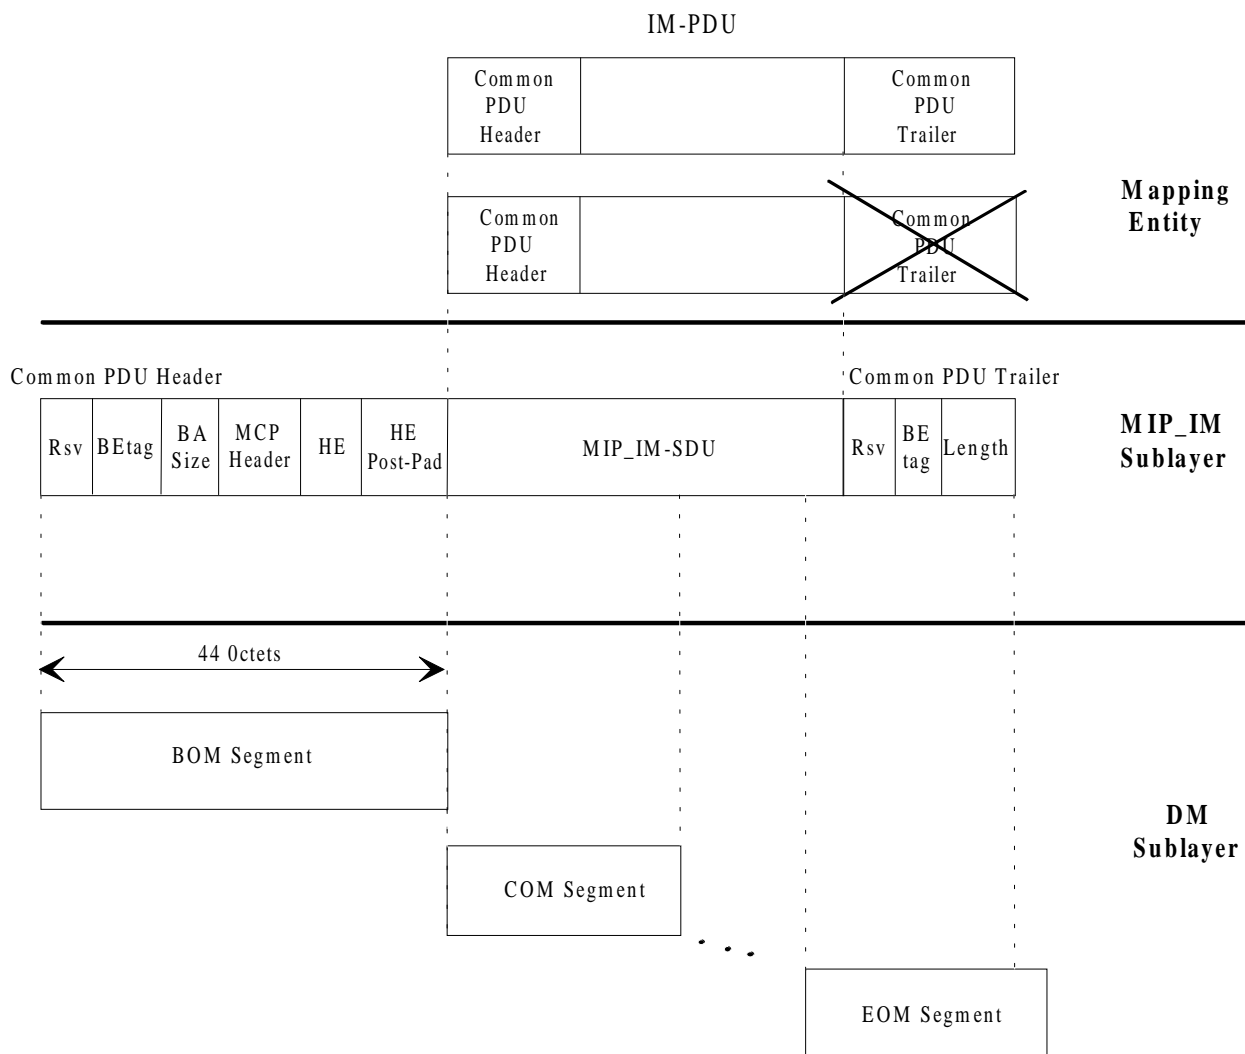 IM-PDU
Common
PDU
Header
Common
PDU
Trailer
Mapping
Entity
Common
PDU
Header
Common
PDU
Trailer
Common PDU Header
Common PDU Trailer
Rsv
BEtag
BA
Size
MCP
Header
HE
HE
Post-Pad
MIP_IM-SDU
Rsv
BE
tag
Length
MIP_IM
Sublayer
44 Octets
BOM Segment
DM
Sublayer
COM Segment
EOM Segment